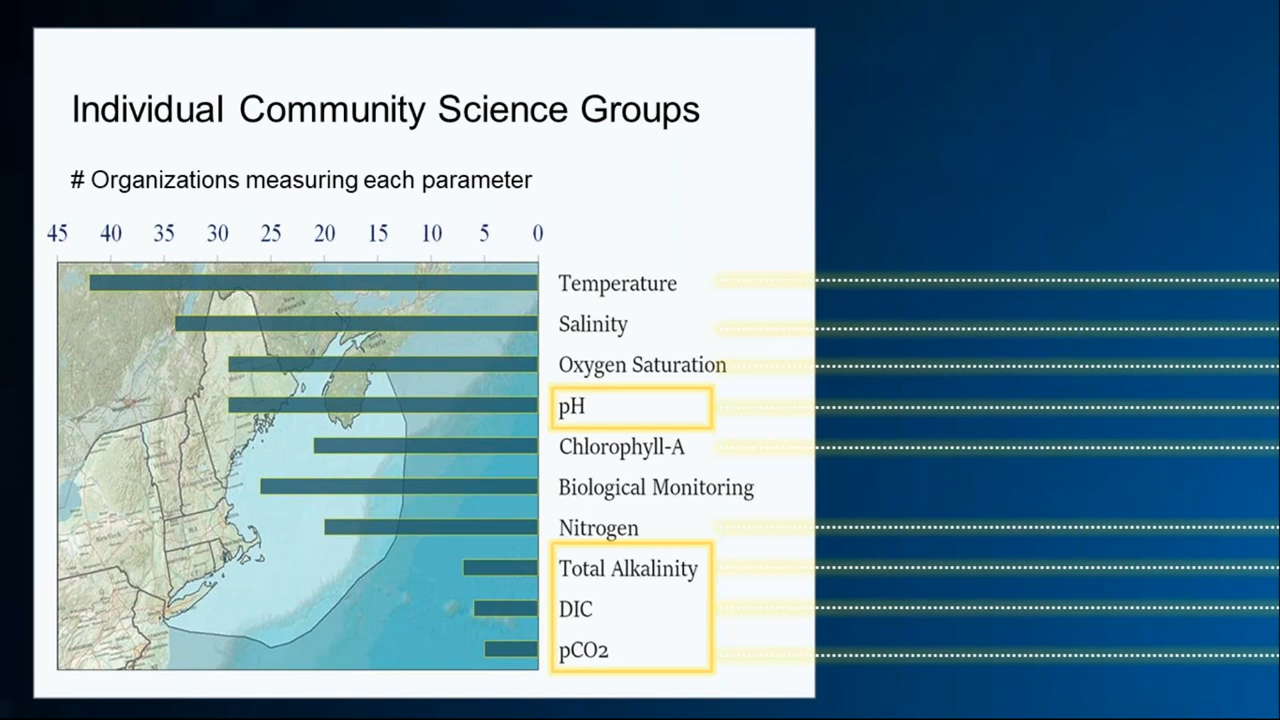 Individual Community Science Groups
# Organizations measuring each parameter
45 40 35 30 25 20 15 10 5 0
Temperature
Salinity
Oxygen Saturation
pH
Chlorophyll-A
Biological Monitoring
Nitrogen
Total Alkalinity
DIC
pCO2